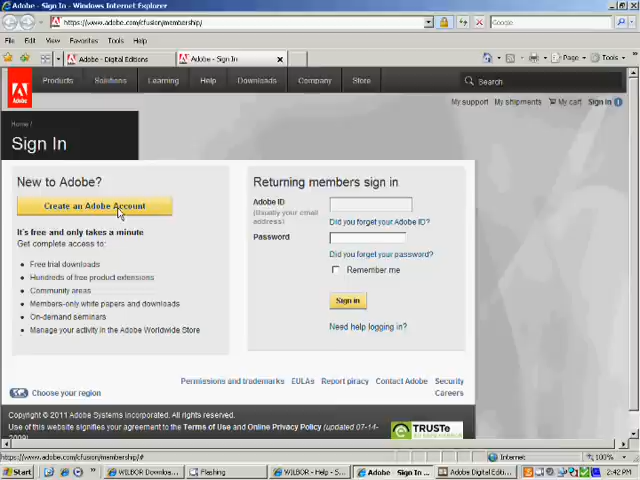 Adobe - Sign In - Windows Internet Explorer
https://www.adobe.com/cfusion/membership/
Google
File Edit View Favorites Tools Help
Adobe - Digital Editions
Adobe - Sign In
Page
Tools
Adobe
Products Solutions Learning Help Downloads Company Store
Search
My support My shipments My cart Sign in
Home /
Sign In
New to Adobe?
Create an Adobe Account
It's free and only takes a minute
Get complete access to:
Free trial downloads
Hundreds of free product extensions
Community areas
Members-only white papers and downloads
On-demand seminars
Manage your activity in the Adobe Worldwide Store
Returning members sign in
Adobe ID
(Usually your email
address)
Did you forget your Adobe ID?
Password
Did you forget your password?
Remember me
Sign in
Need help logging in?
Permissions and trademarks EULAs Report piracy Contact Adobe Security
Careers
Choose your region
Copyright © 2011 Adobe Systems Incorporated. All rights reserved.
Use of this website signifies your agreement to the Terms of Use and Online Privacy Policy (updated 07-14-
2009).
TRUSTe
https://www.adobe.com/cfusion/membership/#
Internet
100%
Start
WILBOR Downloa...
Flashing
WILBOR - Help - S...
Adobe - Sign In ...
Adobe Digital Editi...
2:42 PM